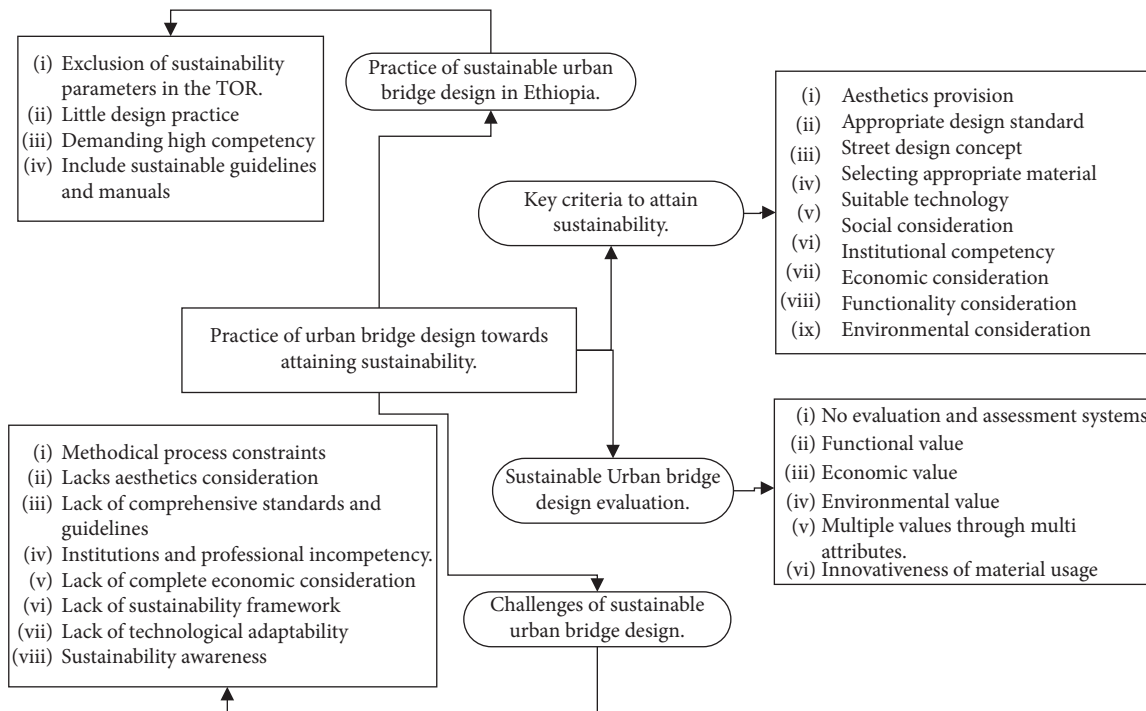 (i) Exclusion of sustainability
parameters in the TOR.
(ii) Little design practice
(iii) Demanding high competency
(iv) Include sustainable guidelines
and manuals
Practice of sustainable urban
bridge design in Ethiopia.
Key criteria to attain
sustainability.
(i) Aesthetics provision
(ii) Appropriate design standard
(iii) Street design concept
(iv) Selecting appropriate material
(v) Suitable technology
Social consideration
(vi) Institutional competency
(vii) Economic consideration
(viii) Functionality consideration
(ix) Environmental consideration
Practice of urban bridge design towards
attaining sustainability.
(i) Methodical process constraints
(ii) Lacks aesthetics consideration
(iii) Lack of comprehensive standards and
guidelines
(iv) Institutions and professional incompetency.
(v) Lack of complete economic consideration
(vi) Lack of sustainability framework
(vii) Lack of technological adaptability
(viii) Sustainability awareness
Sustainable Urban bridge
design evaluation.
(i) No evaluation and assessment systems
(ii) Functional value
(iii) Economic value
(iv) Environmental value
(v) Multiple values through multi
attributes.
(vi) Innovativeness of material usage
Challenges of sustainable
urban bridge design.